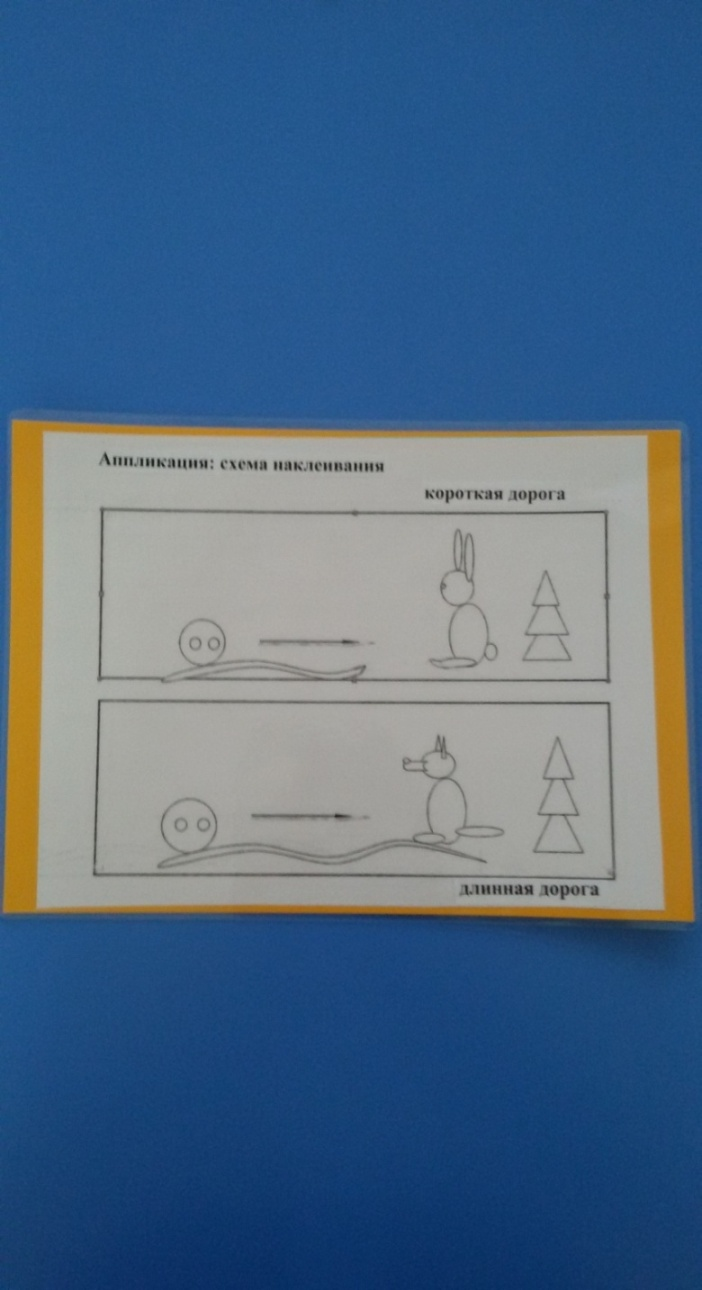 Аппликация: схема наклеивания
короткая дорога
длинная дорога